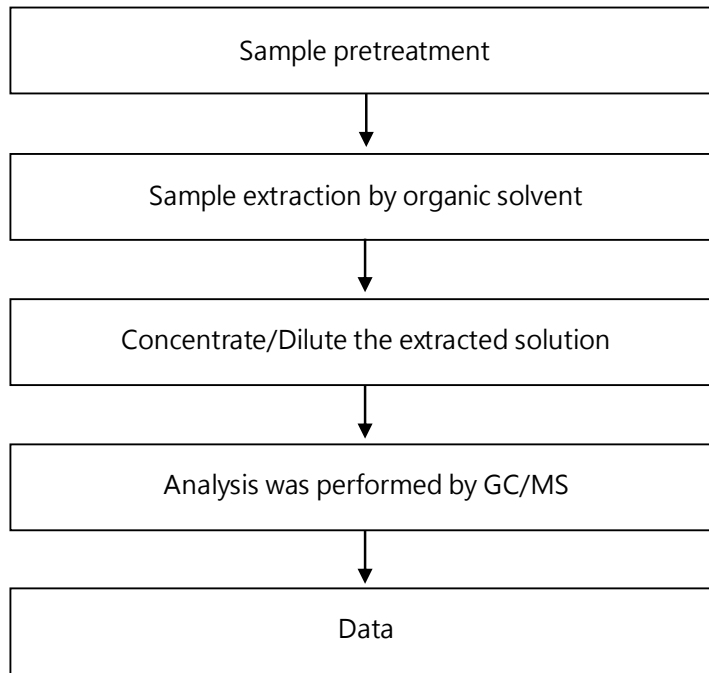 Sample pretreatment
Sample extraction by organic solvent
Concentrate/Dilute the extracted solution
Analysis was performed by GC/MS
Data